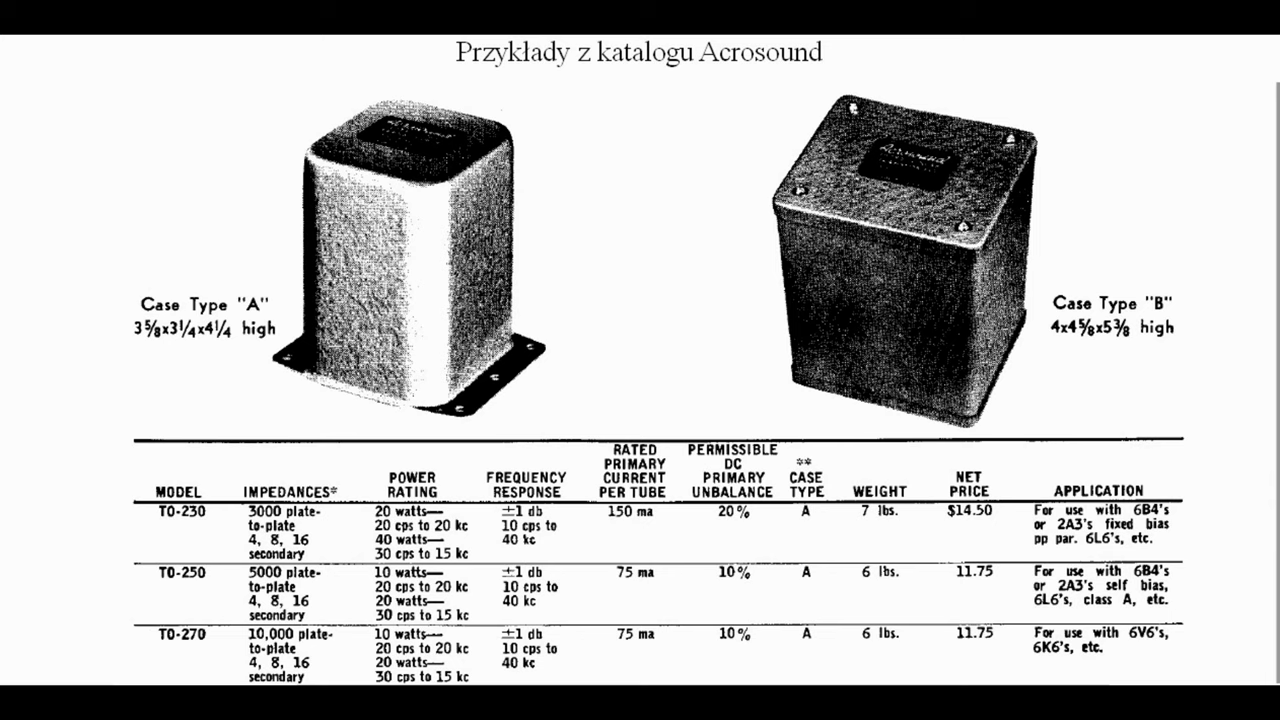 Przykłady z katalogu Acrosound
Acrosound
Acrosound
Case Type "A"
3⅝x3¼x4¼ high
Case Type "B"
4x4⅝x5⅜ high
MODEL IMPEDANCES* POWER RATING FREQUENCY RESPONSE RATED PRIMARY CURRENT PER TUBE PERMISSIBLE DC PRIMARY UNBALANCE ** CASE TYPE WEIGHT NET PRICE APPLICATION
TO-230 3000 plate- 20 watts— ±1 db 150 ma 20% A 7 lbs. $14.50 For use with 6B4's
to-plate 20 cps to 20 kc 10 cps to or 2A3's fixed bias
4, 8, 16 40 watts— 40 kc pp par. 6L6's, etc.
secondary 30 cps to 15 kc
TO-250 5000 plate- 10 watts— ±1 db 75 ma 10% A 6 lbs. 11.75 For use with 6B4's
to-plate 20 cps to 20 kc 10 cps to or 2A3's self bias,
4, 8, 16 20 watts— 40 kc 6L6's, class A, etc.
secondary 30 cps to 15 kc
TO-270 10,000 plate- 10 watts— ±1 db 75 ma 10% A 6 lbs. 11.75 For use with 6V6's,
to-plate 20 cps to 20 kc 10 cps to 6K6's, etc.
4, 8, 16 20 watts— 40 kc
secondary 30 cps to 15 kc